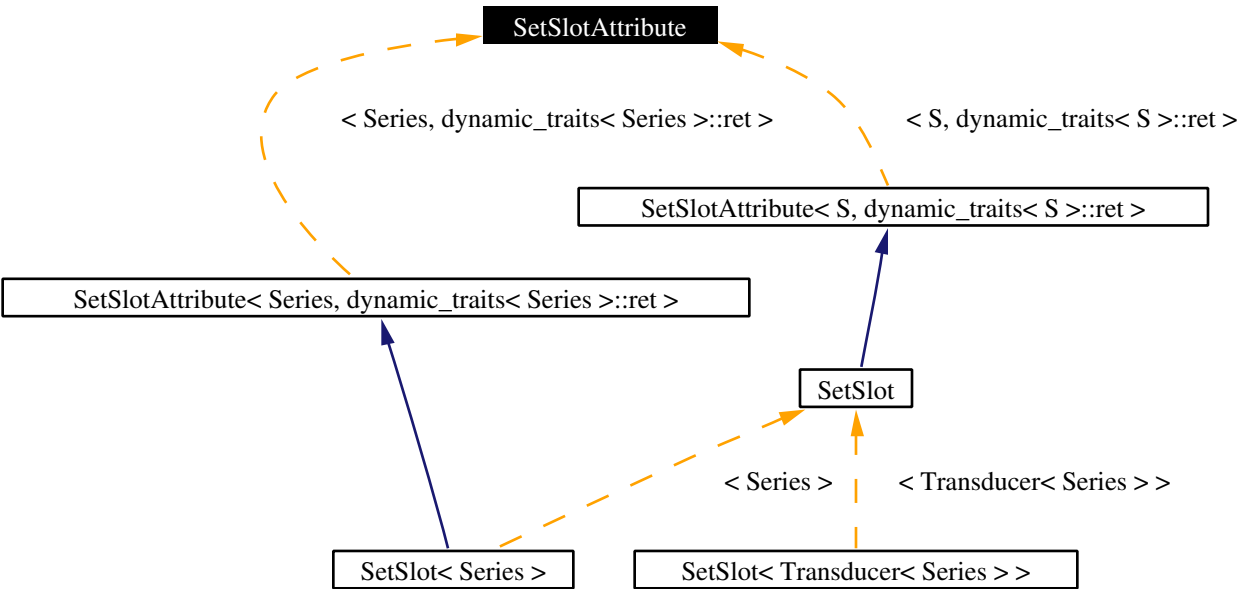 SetSlotAttribute
< Series, dynamic_traits< Series >::ret >
< S, dynamic_traits< S >::ret >
SetSlotAttribute< S, dynamic_traits< S >::ret >
SetSlotAttribute< Series, dynamic_traits< Series >::ret >
SetSlot
< Series >
< Transducer< Series > >
SetSlot< Series >
SetSlot< Transducer< Series > >